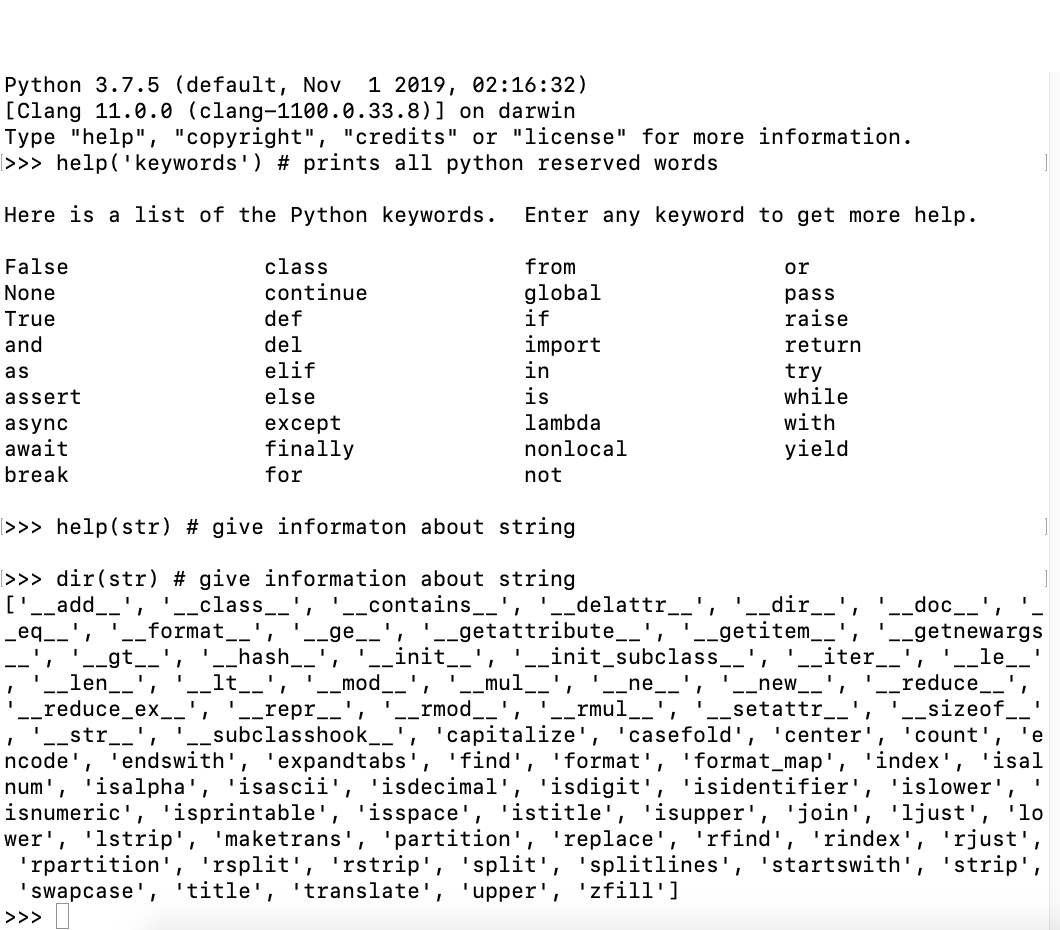 Python 3.7.5 (default, Nov  1 2019, 02:16:32)
[Clang 11.0.0 (clang-1100.0.33.8)] on darwin
Type "help", "copyright", "credits" or "license" for more information.
[>>> help('keywords') # prints all python reserved words ]
Here is a list of the Python keywords.  Enter any keyword to get more help.
False               class               from                or
None                continue            global              pass
True                def                 if                  raise
and                 del                 import              return
as                  elif                in                  try
assert              else                is                  while
async               except              lambda              with
await               finally             nonlocal            yield
break               for                 not
[>>> help(str) # give informaton about string ]
[>>> dir(str) # give information about string ]
['__add__', '__class__', '__contains__', '__delattr__', '__dir__', '__doc__', '_
_eq__', '__format__', '__ge__', '__getattribute__', '__getitem__', '__getnewargs
__', '__gt__', '__hash__', '__init__', '__init_subclass__', '__iter__', '__le__'
, '__len__', '__lt__', '__mod__', '__mul__', '__ne__', '__new__', '__reduce__',
'__reduce_ex__', '__repr__', '__rmod__', '__rmul__', '__setattr__', '__sizeof__'
, '__str__', '__subclasshook__', 'capitalize', 'casefold', 'center', 'count', 'e
ncode', 'endswith', 'expandtabs', 'find', 'format', 'format_map', 'index', 'isal
num', 'isalpha', 'isascii', 'isdecimal', 'isdigit', 'isidentifier', 'islower', '
isnumeric', 'isprintable', 'isspace', 'istitle', 'isupper', 'join', 'ljust', 'lo
wer', 'lstrip', 'maketrans', 'partition', 'replace', 'rfind', 'rindex', 'rjust',
 'rpartition', 'rsplit', 'rstrip', 'split', 'splitlines', 'startswith', 'strip',
 'swapcase', 'title', 'translate', 'upper', 'zfill']
>>>